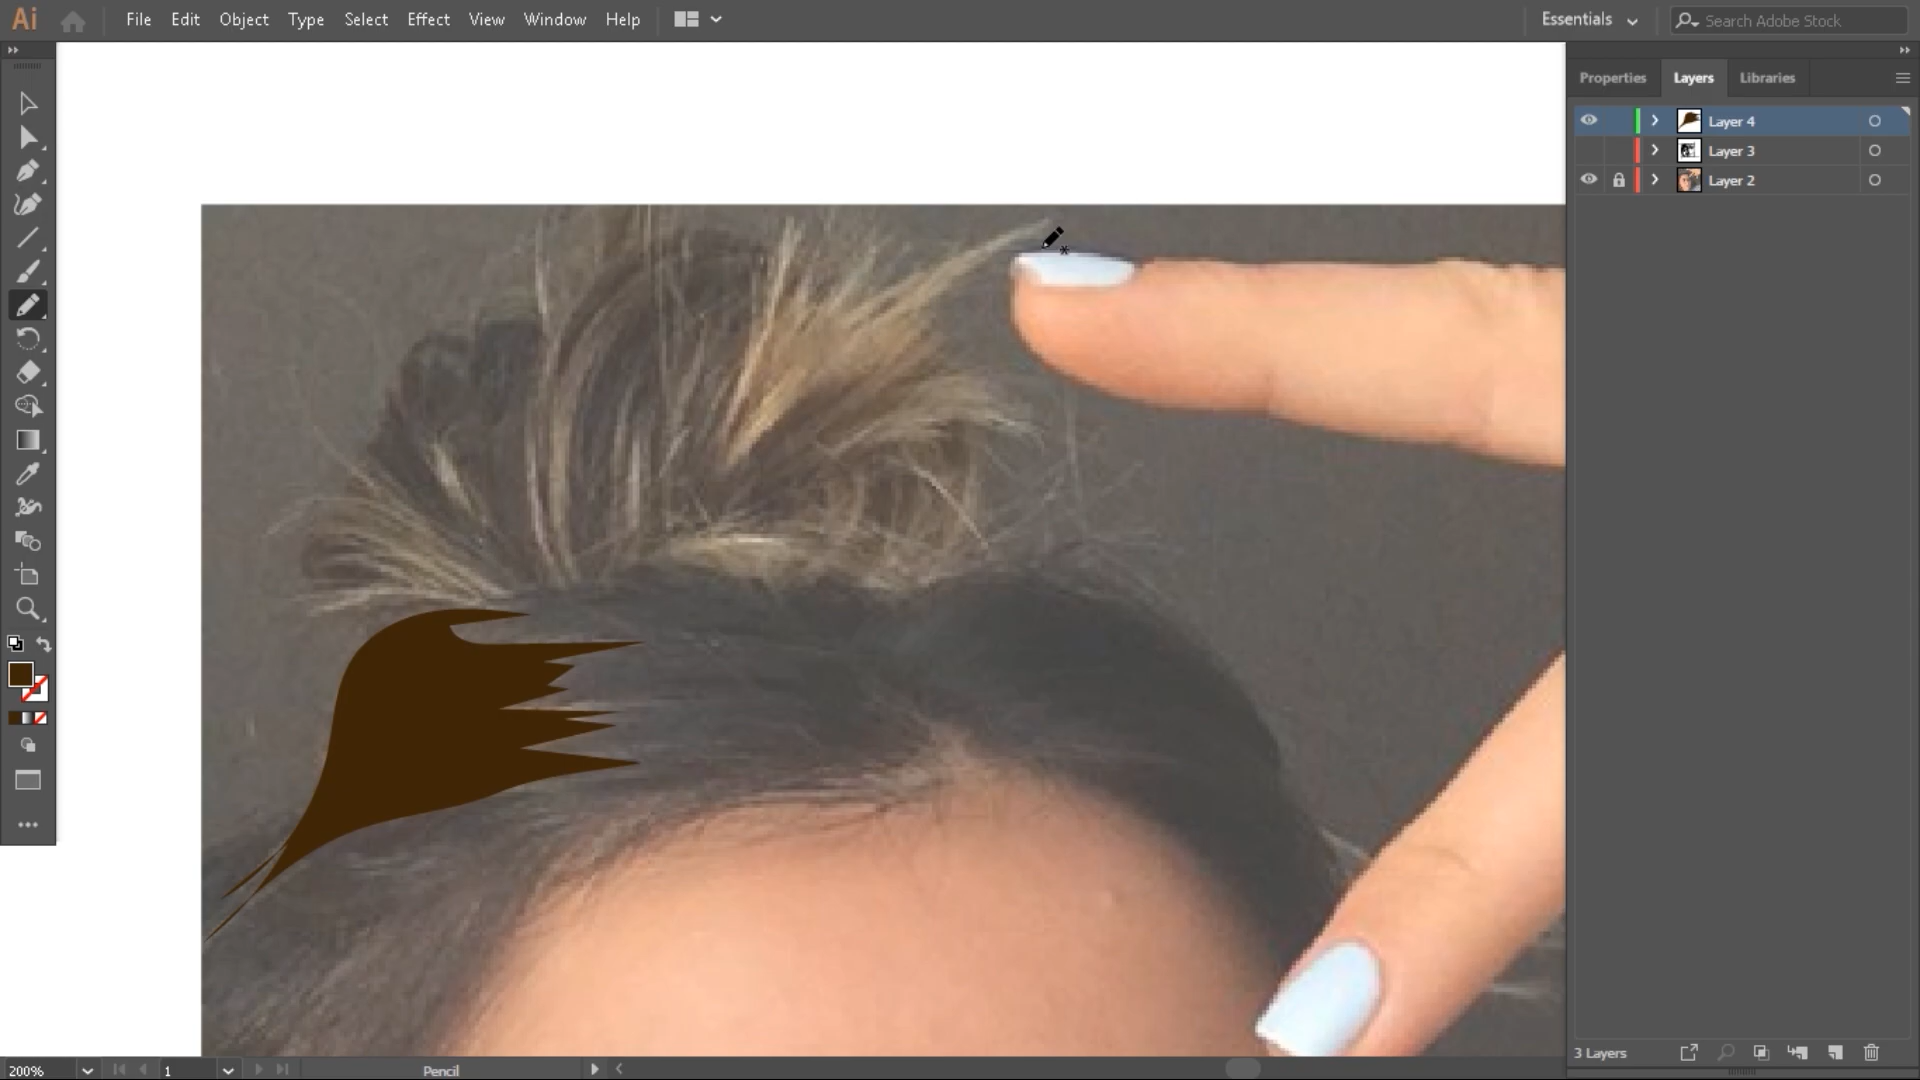 Ai File Edit Object Type Select Effect View Window Help Essentials Search Adobe Stock
Properties Layers Libraries
Layer 4
Layer 3
Layer 2
3 Layers
200% 1 Pencil